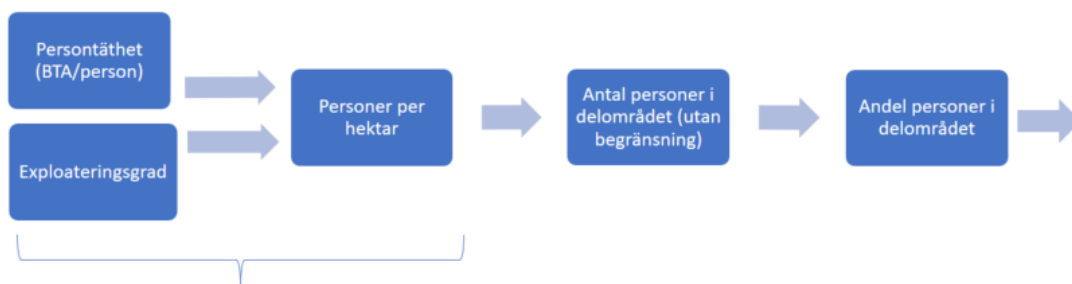 Persontäthet
(BTA/person)
Exploateringsgrad
Personer per
hektar
Antal personer i
delområdet (utan
begränsning)
Andel personer i
delområdet